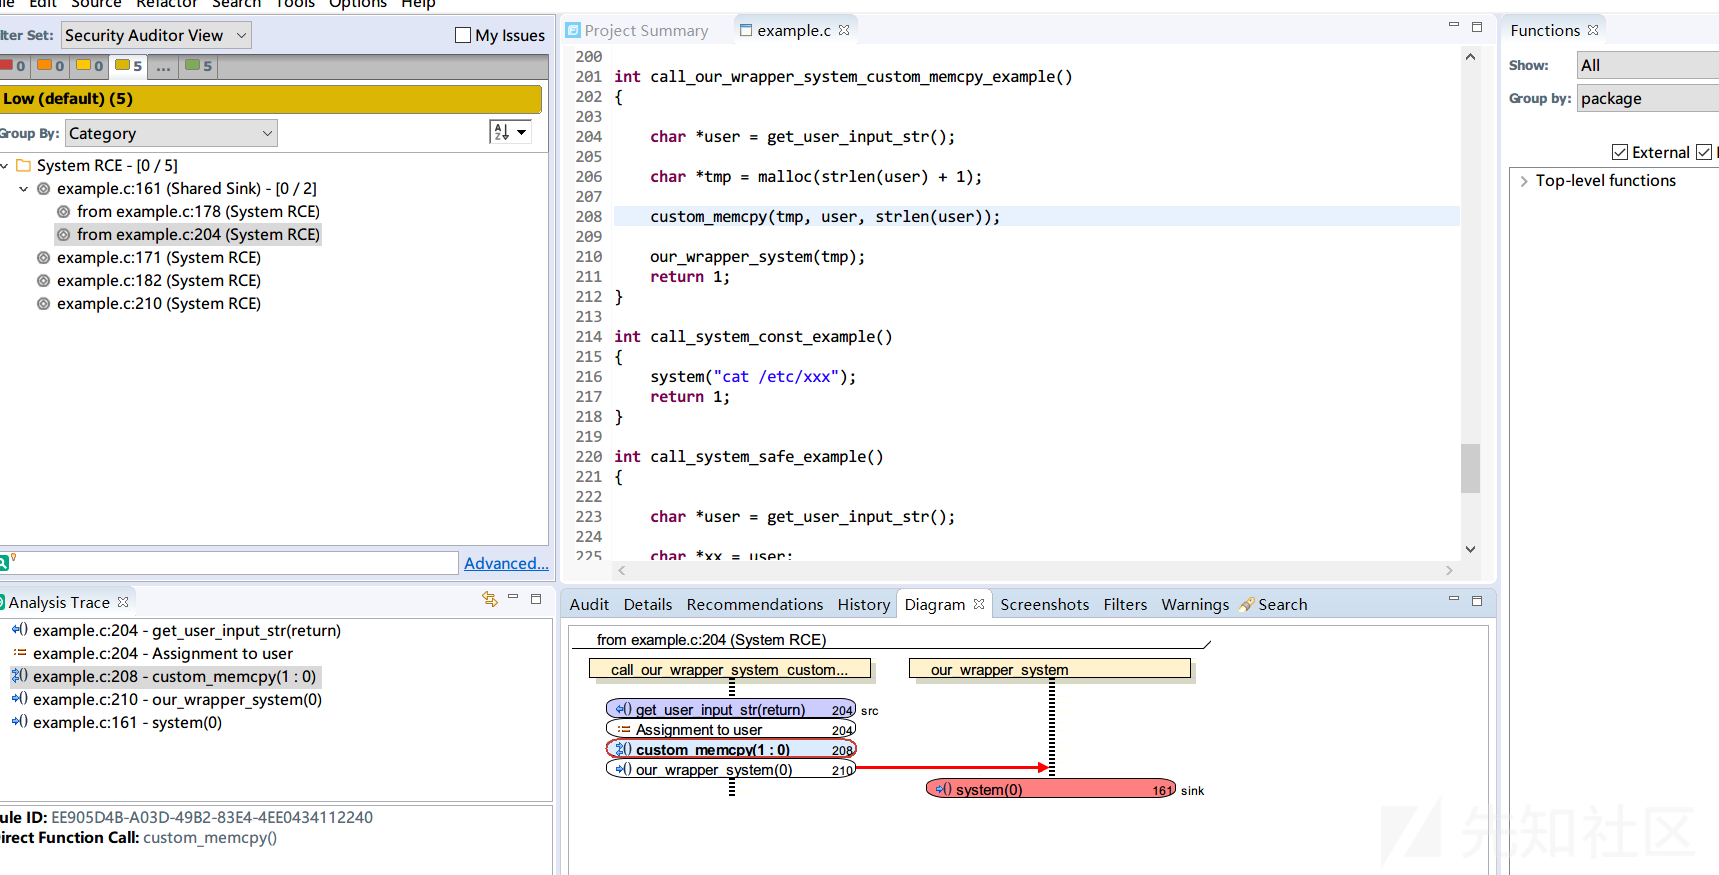 Edit Source Refactor Search Tools Options Help
lter Set: Security Auditor View My Issues
0 0 0 5 ... 5
Low (default) (5)
Group By: Category
System RCE - [0 / 5]
example.c:161 (Shared Sink) - [0 / 2]
from example.c:178 (System RCE)
from example.c:204 (System RCE)
example.c:171 (System RCE)
example.c:182 (System RCE)
example.c:210 (System RCE)
Advanced...
Analysis Trace
example.c:204 - get_user_input_str(return)
example.c:204 - Assignment to user
example.c:208 - custom_memcpy(1 : 0)
example.c:210 - our_wrapper_system(0)
example.c:161 - system(0)
ule ID: EE905D4B-A03D-49B2-83E4-4EE0434112240
irect Function Call: custom_memcpy()
Project Summary example.c
200
201 int call_our_wrapper_system_custom_memcpy_example()
202 {
203
204 char *user = get_user_input_str();
205
206 char *tmp = malloc(strlen(user) + 1);
207
208 custom_memcpy(tmp, user, strlen(user));
209
210 our_wrapper_system(tmp);
211 return 1;
212 }
213
214 int call_system_const_example()
215 {
216 system("cat /etc/xxx");
217 return 1;
218 }
219
220 int call_system_safe_example()
221 {
222
223 char *user = get_user_input_str();
224
225 char *xx = user;
Audit Details Recommendations History Diagram Screenshots Filters Warnings Search
from example.c:204 (System RCE)
call_our_wrapper_system_custom... our_wrapper_system
get_user_input_str(return) 204 src
Assignment to user 204
custom_memcpy(1 : 0) 208
our_wrapper_system(0) 210
system(0) 161 sink
Functions
Show: All
Group by: package
External
Top-level functions
先知社区